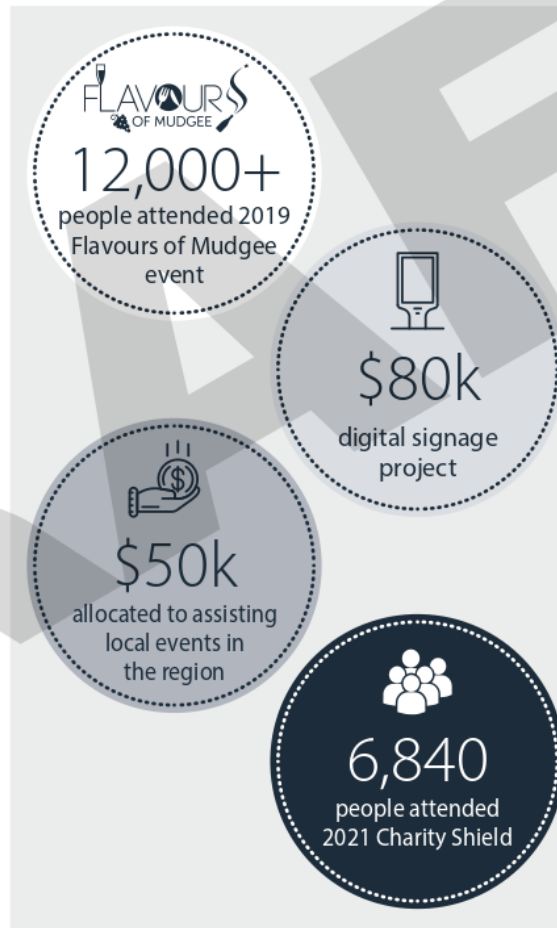 FLAVOURS
OF MUDGEE
12,000+
people attended 2019
Flavours of Mudgee
event
$80k
digital signage
project
$
$50k
allocated to assisting
local events in
the region
6,840
people attended
2021 Charity Shield